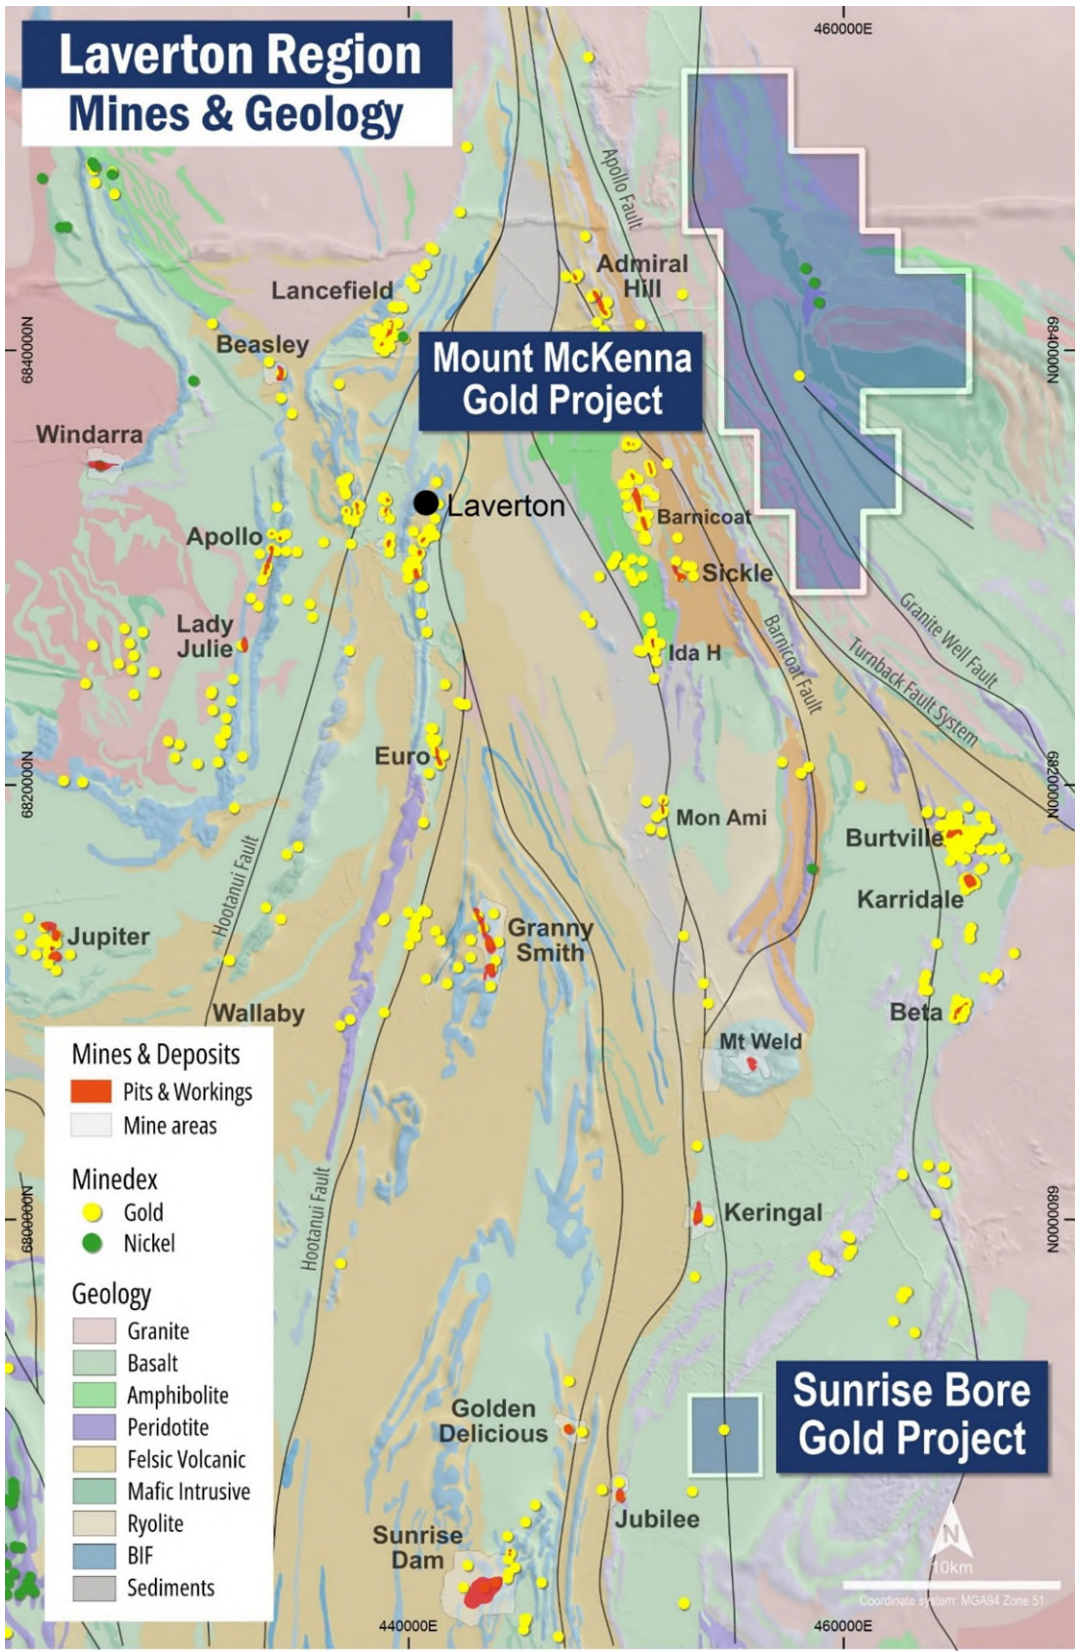 Laverton Region
Mines & Geology
460000E
Apollo Fault
Admiral
Hill
Lancefield
Beasley
6840000N
6840000N
Mount McKenna
Gold Project
Windarra
Laverton
Barnicoat
Apollo
Sickle
Lady
Julie
Ida H
Barnicoat Fault
Granite Well Fault
Turnback Fault System
Euro
6820000N
6820000N
Mon Ami
Burtville
Hootanui Fault
Karridale
Jupiter
Granny
Smith
Wallaby
Beta
Mt Weld
Mines & Deposits
Pits & Workings
Mine areas
Minedex
Gold
Nickel
Hootanui Fault
6800000N
6800000N
Keringal
Geology
Granite
Basalt
Amphibolite
Peridotite
Felsic Volcanic
Mafic Intrusive
Ryolite
BIF
Sediments
Sunrise Bore
Gold Project
Golden
Delicious
Jubilee
Sunrise
Dam
N
10km
Coordinate system: MGA94 Zone 51
440000E
460000E